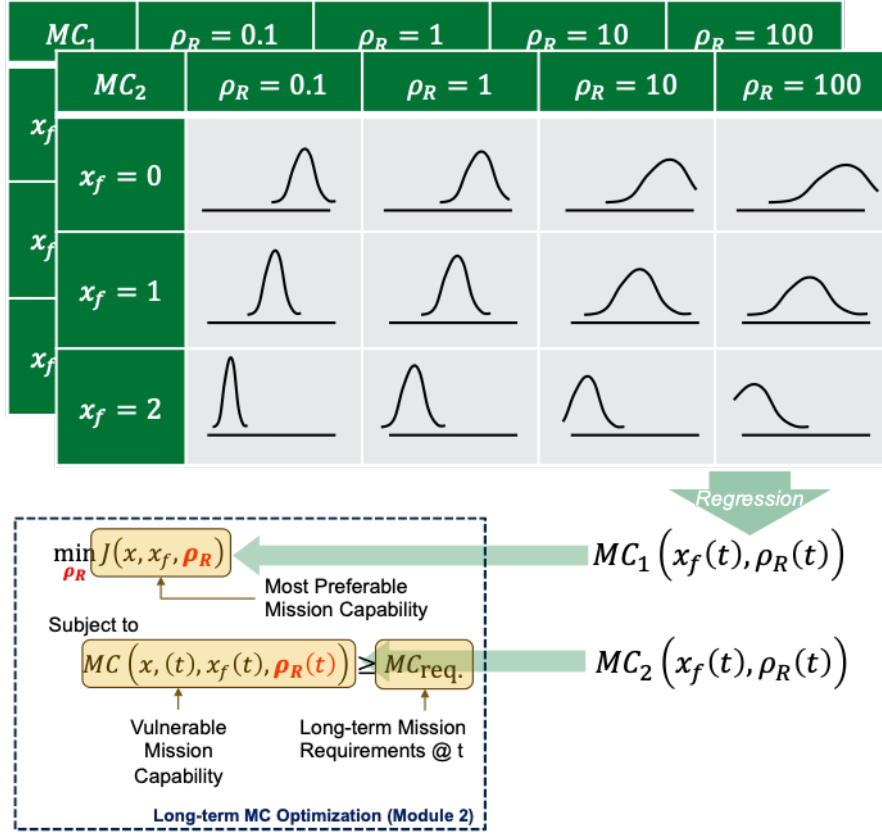 MC₁ ρ_R = 0.1 ρ_R = 1 ρ_R = 10 ρ_R = 100
MC₂ ρ_R = 0.1 ρ_R = 1 ρ_R = 10 ρ_R = 100
x_f
x_f = 0
x_f
x_f = 1
x_f
x_f = 2
Regression
min J(x, x_f, ρ_R)
ρ_R
MC₁ (x_f(t), ρ_R(t))
Most Preferable
Mission Capability
Subject to
MC (x, (t), x_f(t), ρ_R(t)) ≥ MC_req.
MC₂ (x_f(t), ρ_R(t))
Vulnerable
Mission
Capability
Long-term Mission
Requirements @ t
Long-term MC Optimization (Module 2)